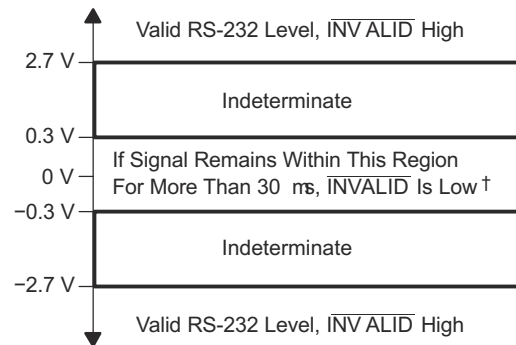 Valid RS-232 Level, INV ALID High
2.7 V
Indeterminate
0.3 V
If Signal Remains Within This Region
0 V
For More Than 30 ms, INVALID Is Low †
−0.3 V
Indeterminate
−2.7 V
Valid RS-232 Level, INV ALID High